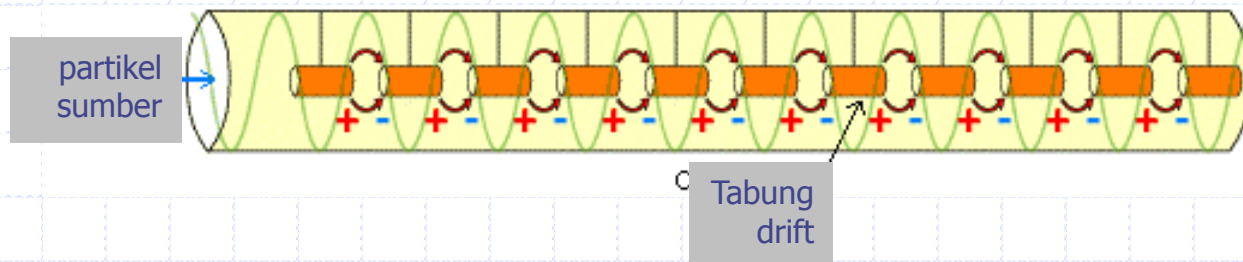 partikel
sumber
+ - + - + - + - + - + - + - + - + - + -
Tabung
drift